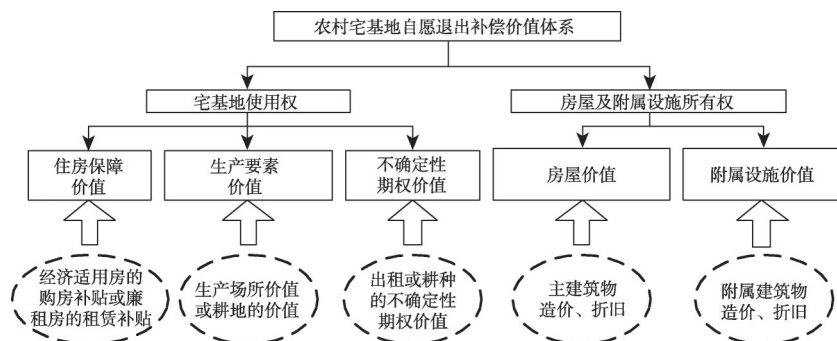 农村宅基地自愿退出补偿价值体系
宅基地使用权
房屋及附属设施所有权
住房保障
价值
生产要素
价值
不确定性
期权价值
房屋价值
附属设施价值
经济适用房的
购房补贴或廉
租房的租赁补贴
生产场所价值
或耕地的价值
出租或耕种
的不确定性
期权价值
主建筑物
造价、折旧
附属建筑物
造价、折旧